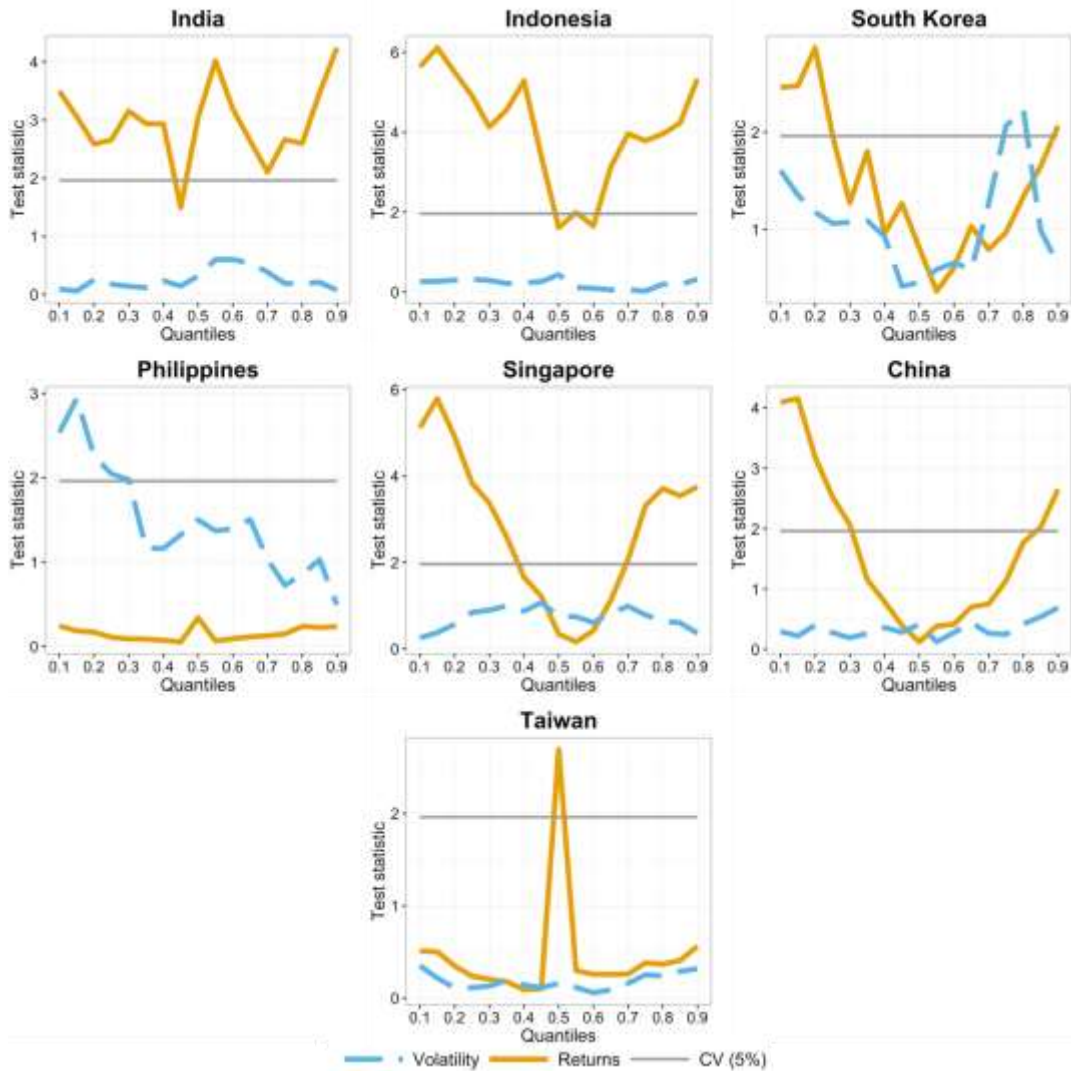 India
Indonesia
South Korea
Test statistic
4
3
2
1
0
0.1 0.2 0.3 0.4 0.5 0.6 0.7 0.8 0.9
Quantiles
Test statistic
6
4
2
0
0.1 0.2 0.3 0.4 0.5 0.6 0.7 0.8 0.9
Quantiles
Test statistic
2
1
0.1 0.2 0.3 0.4 0.5 0.6 0.7 0.8 0.9
Quantiles
Philippines
Singapore
China
Test statistic
3
2
1
0
0.1 0.2 0.3 0.4 0.5 0.6 0.7 0.8 0.9
Quantiles
Test statistic
6
4
2
0
0.1 0.2 0.3 0.4 0.5 0.6 0.7 0.8 0.9
Quantiles
Test statistic
4
3
2
1
0
0.1 0.2 0.3 0.4 0.5 0.6 0.7 0.8 0.9
Quantiles
Taiwan
Test statistic
2
1
0
0.1 0.2 0.3 0.4 0.5 0.6 0.7 0.8 0.9
Quantiles
Volatility Returns CV (5%)